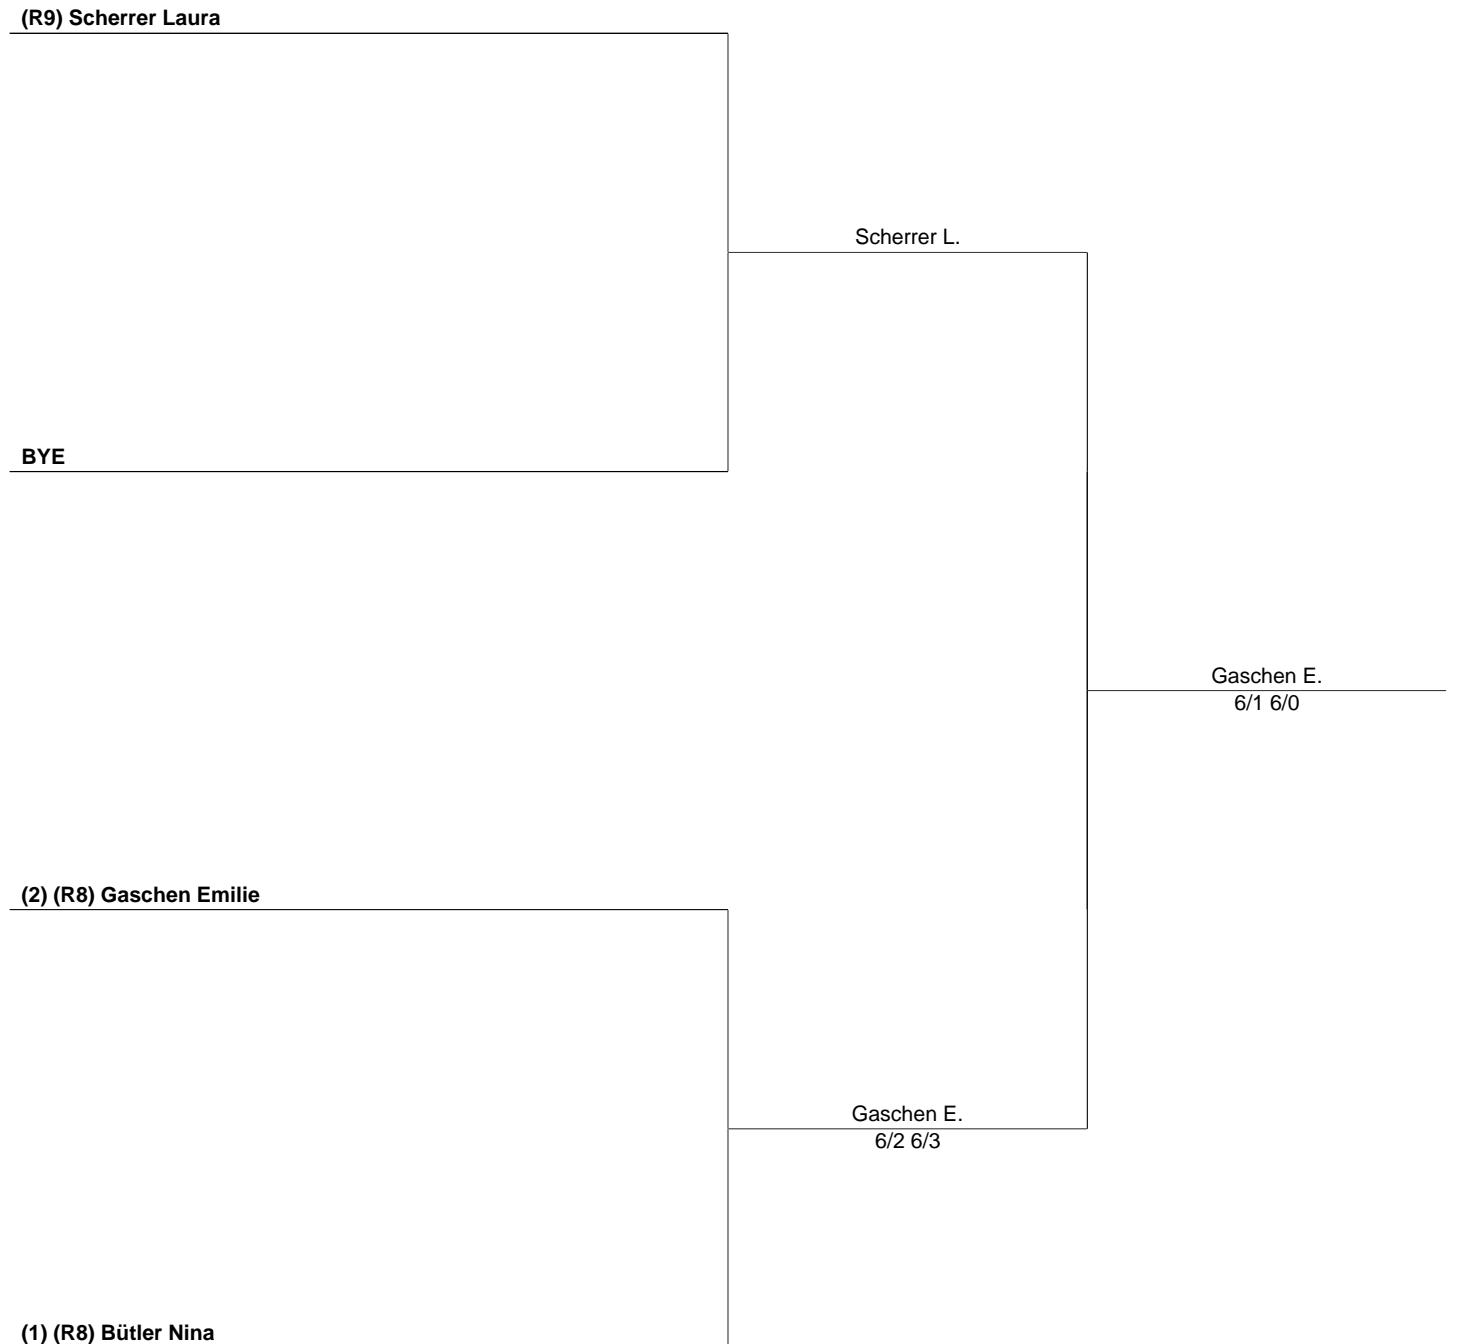 (R9) Scherrer Laura
Scherrer L.
BYE
Gaschen E.
6/1 6/0
(2) (R8) Gaschen Emilie
Gaschen E.
6/2 6/3
(1) (R8) Bütler Nina